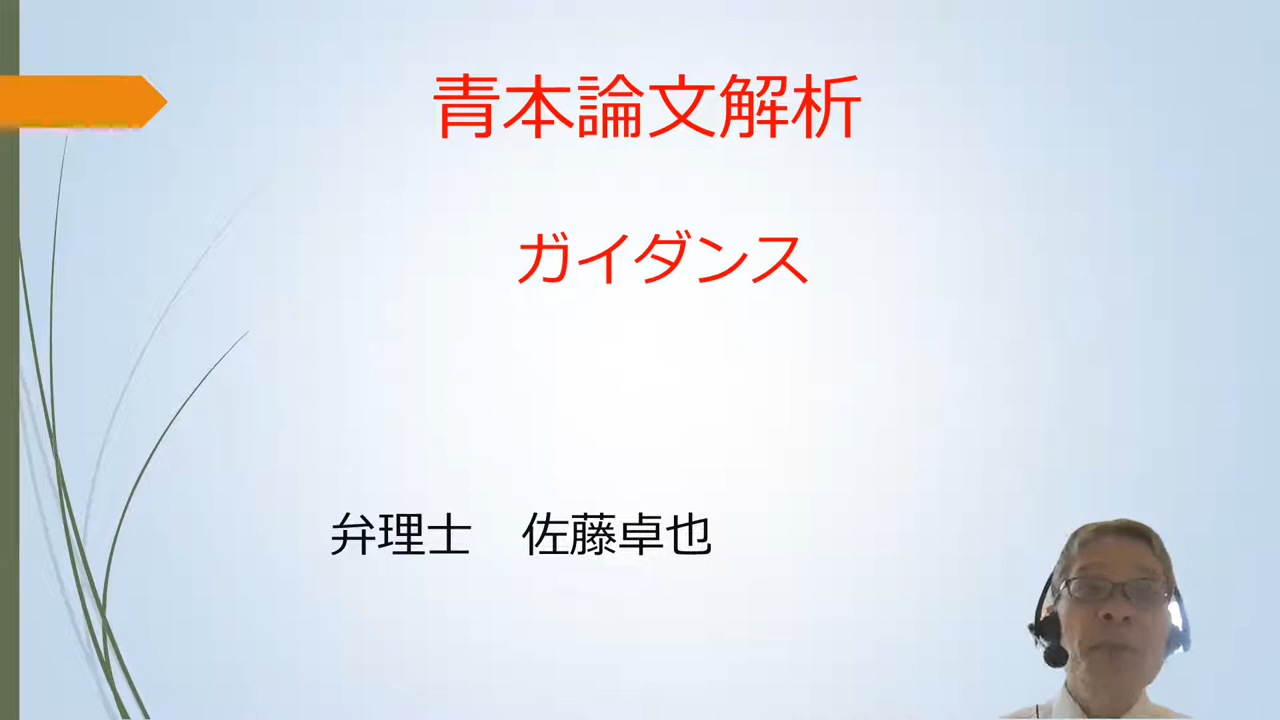 青本論文解析
ガイダンス
弁理士　佐藤卓也